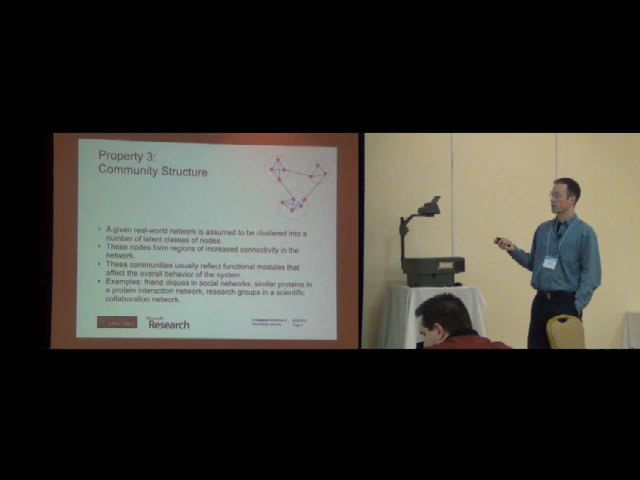 Property 3:
Community Structure
• A given real-world network is assumed to be clustered into a
number of latent classes of nodes.
• These nodes form regions of increased connectivity in the
network.
• These communities usually reflect functional modules that
affect the overall behavior of the system.
• Examples: friend cliques in social networks, similar proteins in
a protein interaction network, research groups in a scientific
collaboration network.
Microsoft
Research